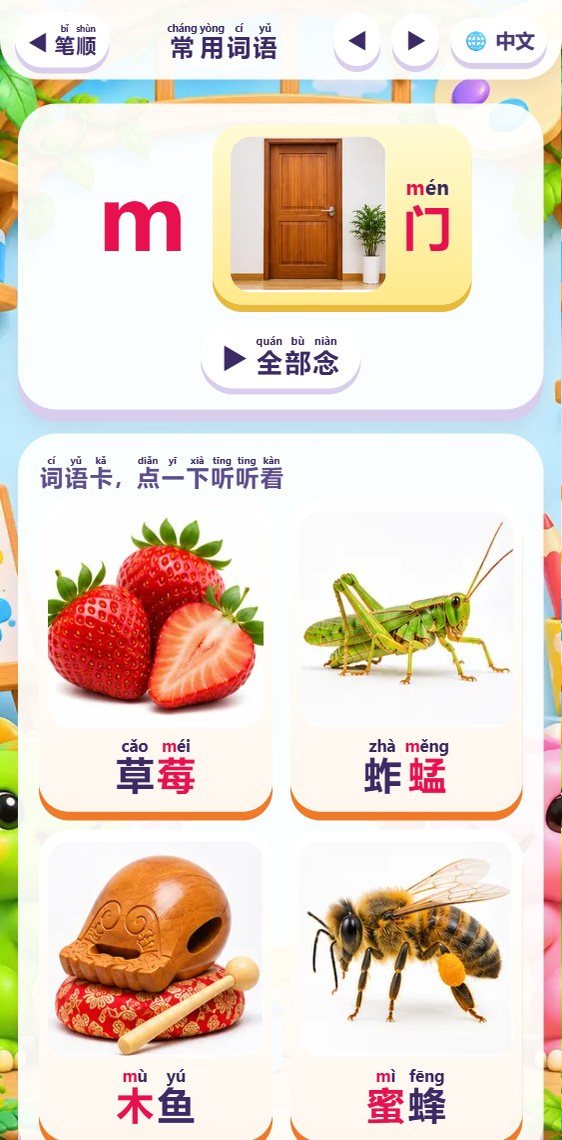 bǐ shùn
笔顺
cháng yòng cí yǔ
常用词语
中文
m
mén
门
quán bù niàn
全部念
cí yǔ kǎ diǎn yī xià tīng tīng kàn
词语卡，点一下听听看
cǎo méi
草莓
zhà měng
蚱蜢
mù yú
木鱼
mì fēng
蜜蜂